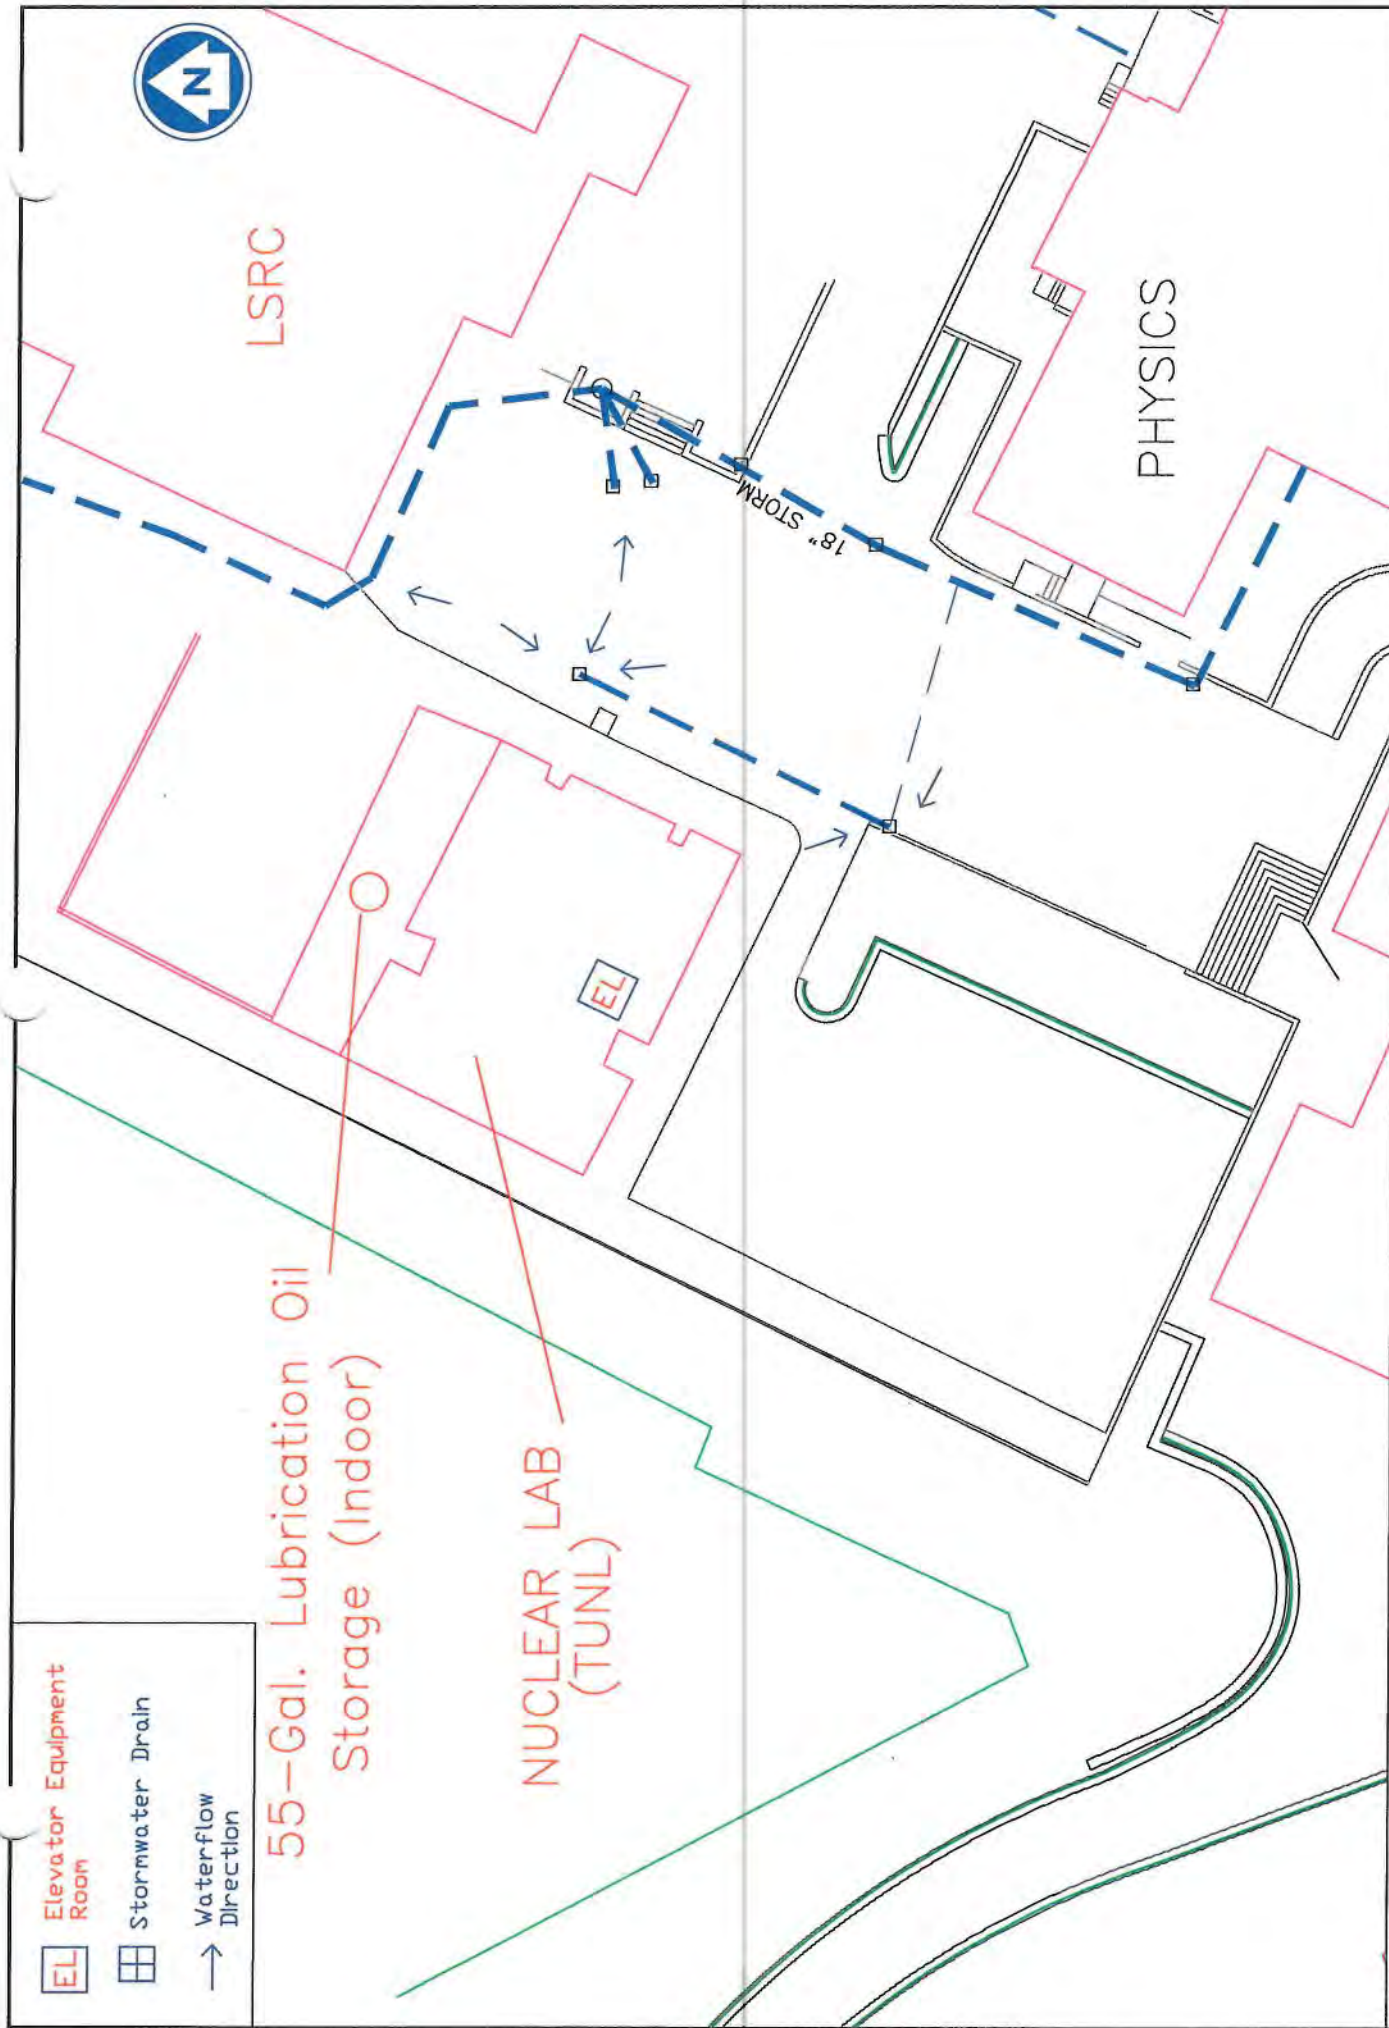 EL Elevator Equipment
Room
Stormwater Drain
Waterflow
Direction
55-Gal. Lubrication Oil
Storage (Indoor)
NUCLEAR LAB
(TUNL)
EL
LSRC
N
18" STORM
PHYSICS